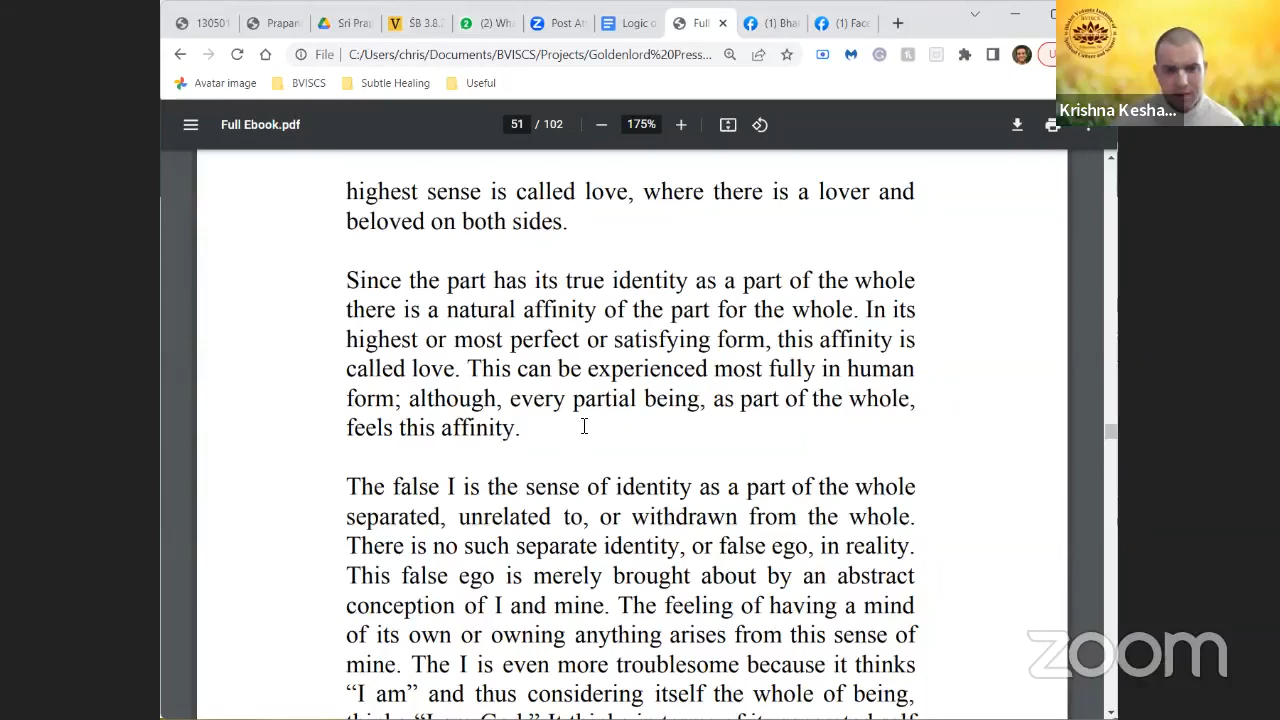 130501
Prapan
Sri Prap
ŚB 3.8.
(2) Wha
Post At
Logic o
Full
(1) Bhak
(1) Face
File
ns/Documents/BVISCS/Projects/Goldenlords%20Press...
Avatar image
BVISCS
Subtle Healing
Useful
Full Ebook.pdf
51 / 102
175%
BVISCS
Krishna Kesha...
highest sense is called love, where there is a lover and
beloved on both sides.
Since the part has its true identity as a part of the whole
there is a natural affinity of the part for the whole. In its
highest or most perfect or satisfying form, this affinity is
called love. This can be experienced most fully in human
form; although, every partial being, as part of the whole,
feels this affinity.
The false I is the sense of identity as a part of the whole
separated, unrelated to, or withdrawn from the whole.
There is no such separate identity, or false ego, in reality.
This false ego is merely brought about by an abstract
conception of I and mine. The feeling of having a mind
of its own or owning anything arises from this sense of
mine. The I is even more troublesome because it thinks
“I am” and thus considering itself the whole of being,
zoom